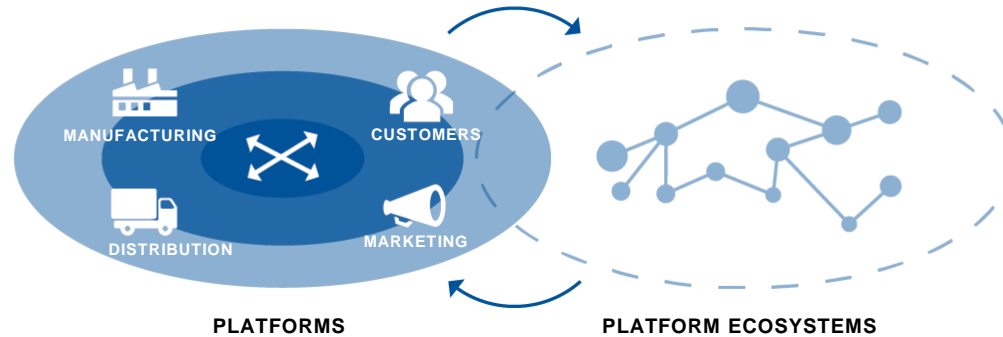 MANUFACTURING
CUSTOMERS
DISTRIBUTION
MARKETING
PLATFORMS
PLATFORM ECOSYSTEMS